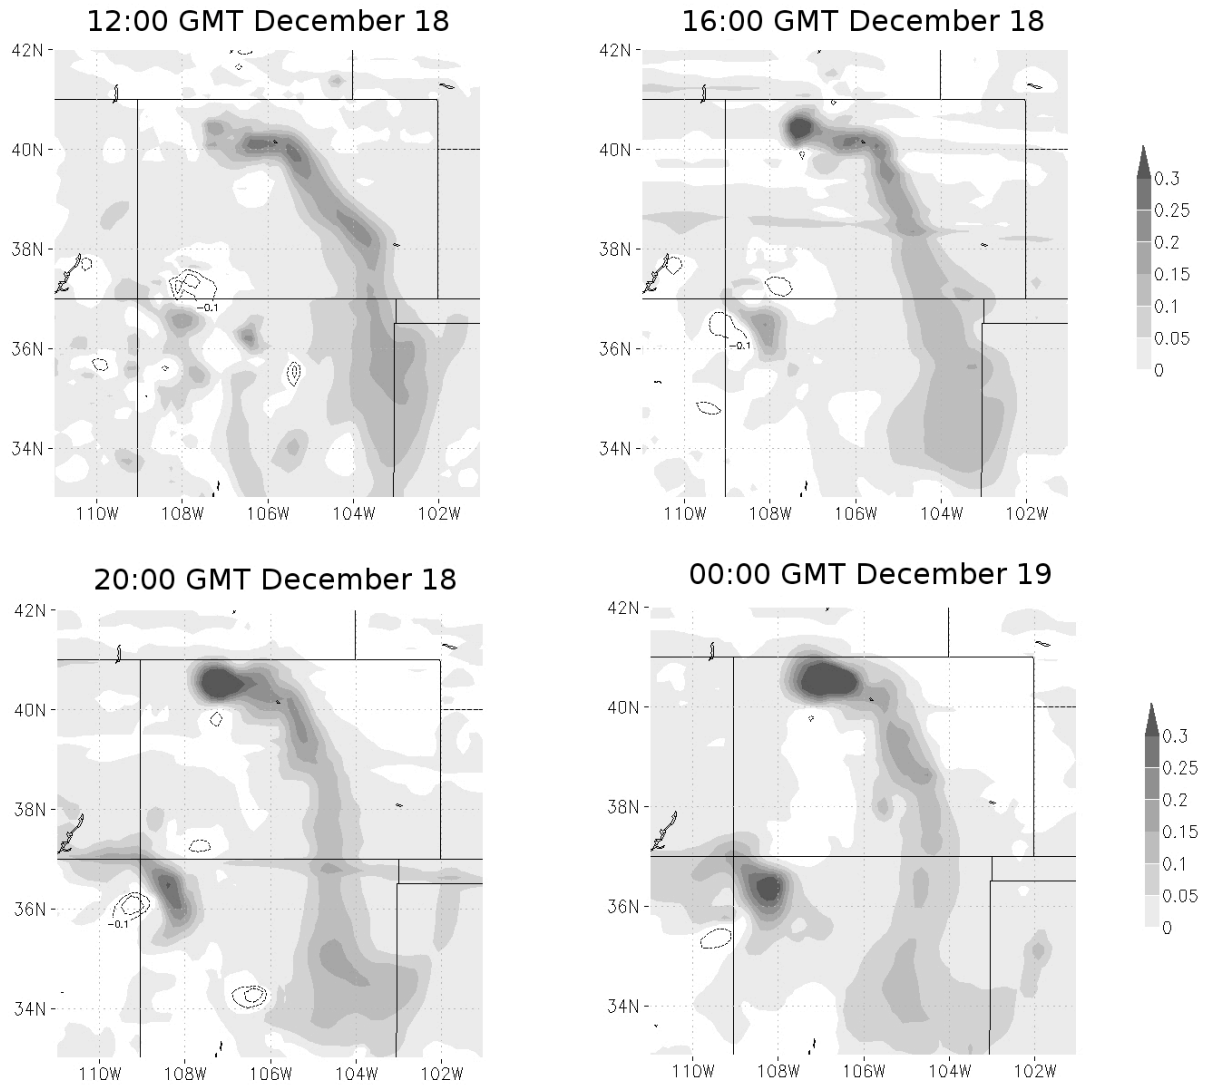 12:00 GMT December 18
42N
40N
38N
36N
34N
110W 108W 106W 104W 102W
-0.1
16:00 GMT December 18
42N
40N
38N
36N
34N
110W 108W 106W 104W 102W
-0.1
0.3
0.25
0.2
0.15
0.1
0.05
0
20:00 GMT December 18
42N
40N
38N
36N
34N
110W 108W 106W 104W 102W
-0.1
00:00 GMT December 19
42N
40N
38N
36N
34N
110W 108W 106W 104W 102W
0.3
0.25
0.2
0.15
0.1
0.05
0